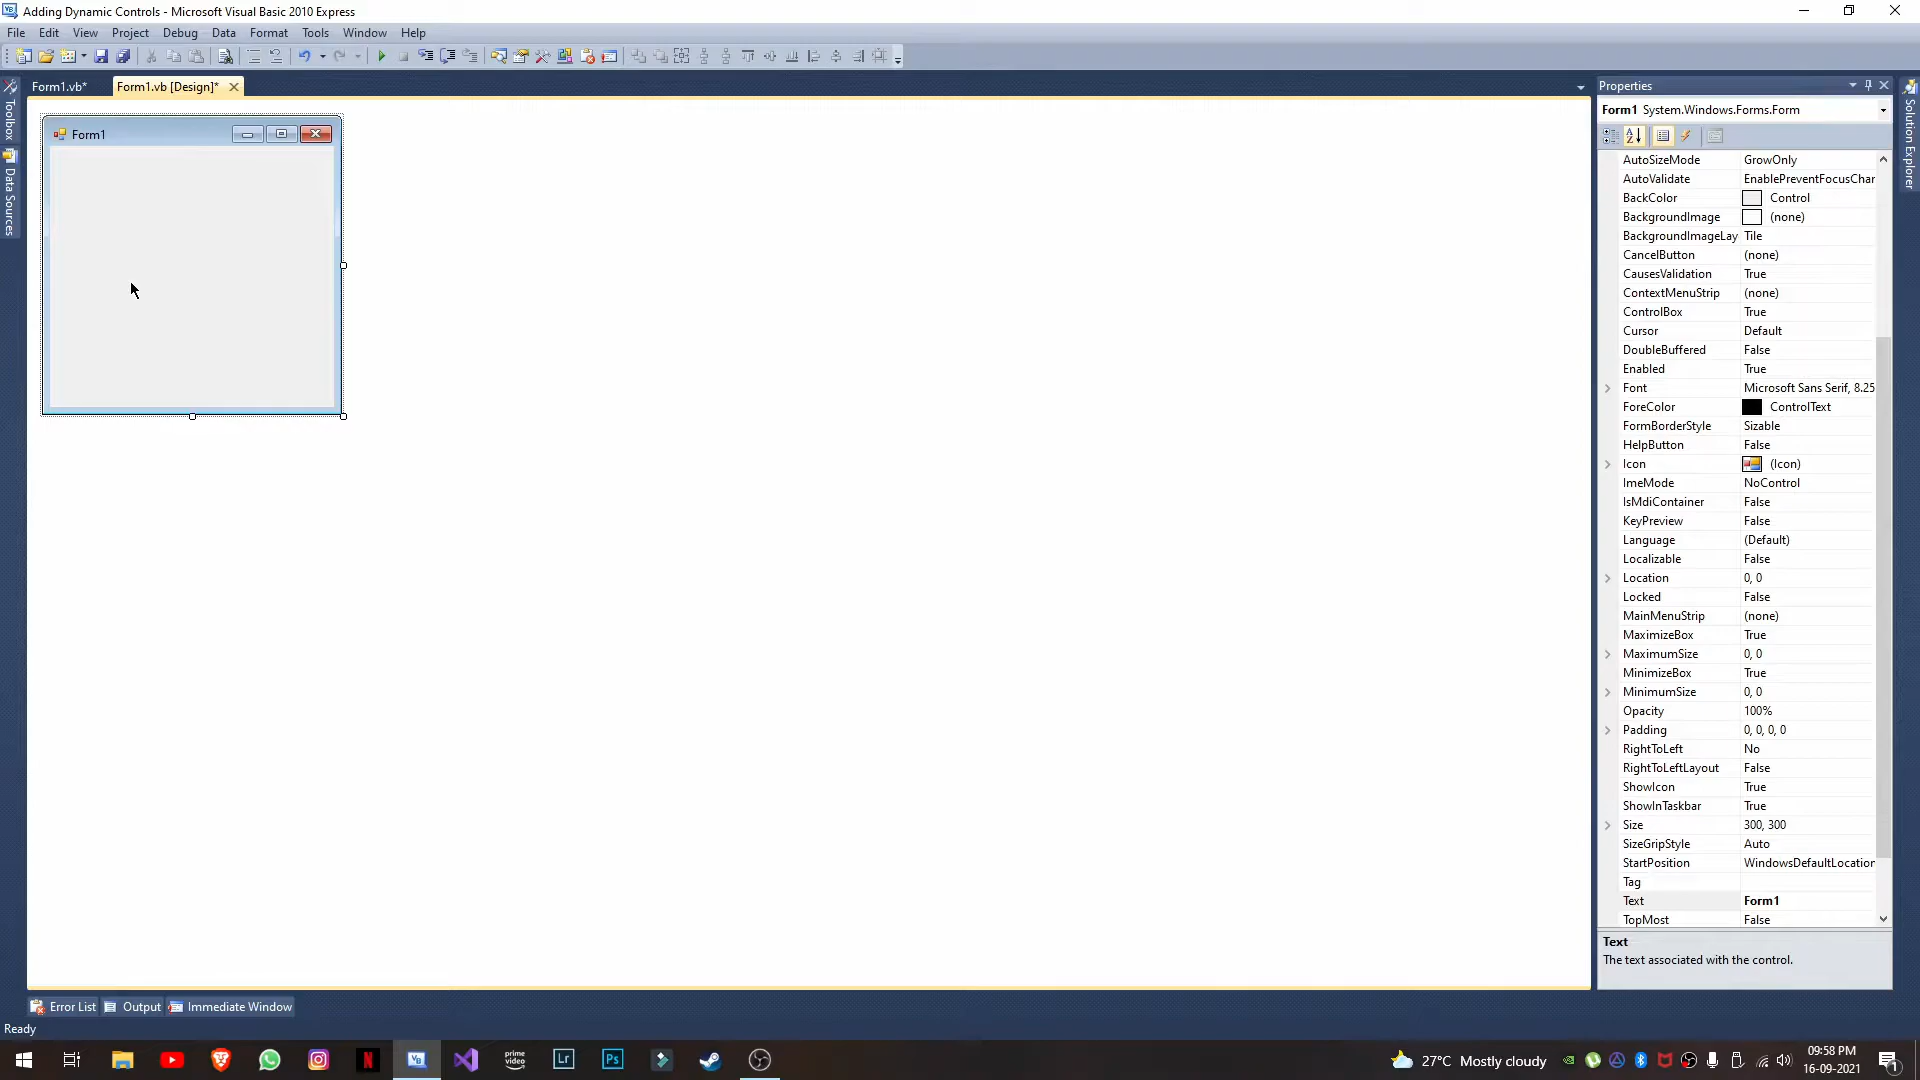 Adding Dynamic Controls - Microsoft Visual Basic 2010 Express
File Edit View Project Debug Data Format Tools Window Help
Form1.vb* Form1.vb [Design]*
Toolbox
Data Sources
Form1
Properties
Form1 System.Windows.Forms.Form
Solution Explorer
AutoSizeMode GrowOnly
AutoValidate EnablePreventFocusChar
BackColor Control
BackgroundImage (none)
BackgroundImageLay Tile
CancelButton (none)
CausesValidation True
ContextMenuStrip (none)
ControlBox True
Cursor Default
DoubleBuffered False
Enabled True
Font Microsoft Sans Serif, 8.25
ForeColor ControlText
FormBorderStyle Sizable
HelpButton False
Icon (Icon)
ImeMode NoControl
IsMdiContainer False
KeyPreview False
Language (Default)
Localizable False
Location 0, 0
Locked False
MainMenuStrip (none)
MaximizeBox True
MaximumSize 0, 0
MinimizeBox True
MinimumSize 0, 0
Opacity 100%
Padding 0, 0, 0, 0
RightToLeft No
RightToLeftLayout False
ShowIcon True
ShowInTaskbar True
Size 300, 300
SizeGripStyle Auto
StartPosition WindowsDefaultLocation
Tag
Text Form1
TopMost False
Text
The text associated with the control.
Error List Output Immediate Window
Ready
VB
prime video
Lr
Ps
27°C Mostly cloudy
09:58 PM
16-09-2021
1